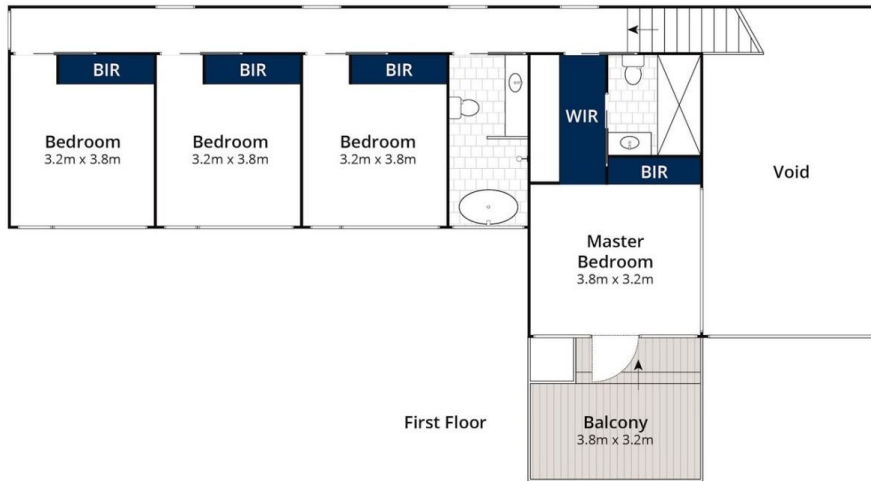 BIR
BIR
BIR
WIR
BIR
Bedroom
3.2m x 3.8m
Bedroom
3.2m x 3.8m
Bedroom
3.2m x 3.8m
Void
Master
Bedroom
3.8m x 3.2m
First Floor
Balcony
3.8m x 3.2m